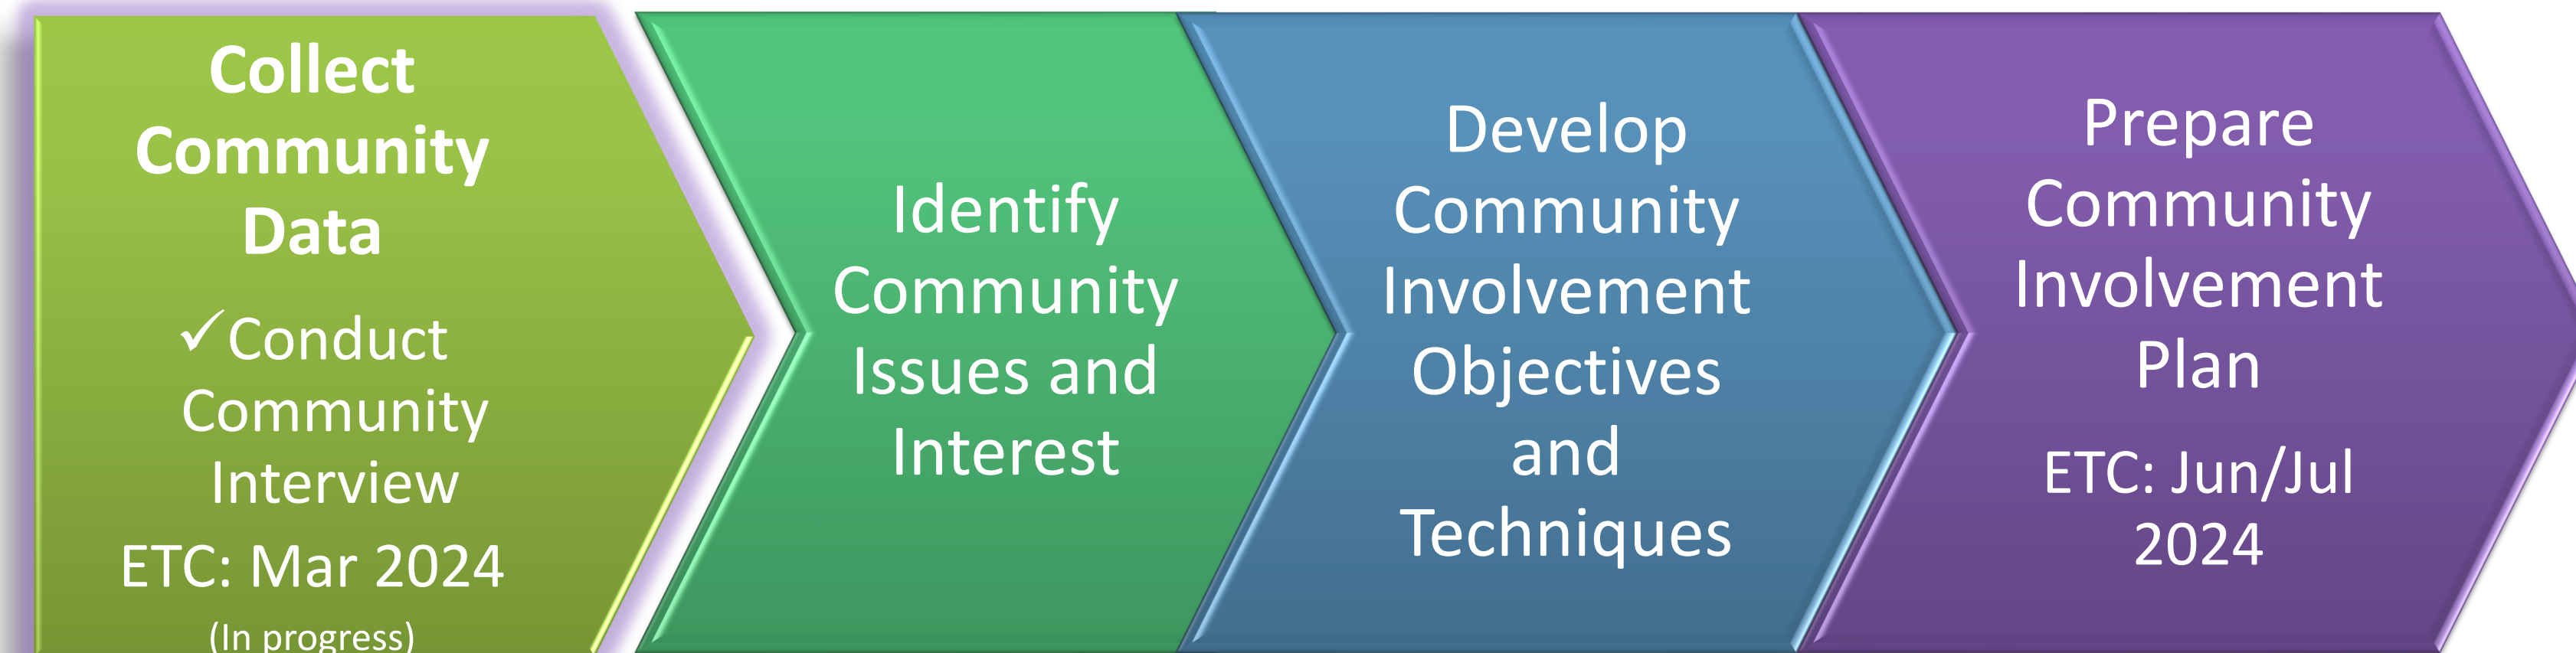 Collect
Community
Data
✓Conduct
Community
Interview
ETC: Mar 2024
(In progress)
Identify
Community
Issues and
Interest
Develop
Community
Involvement
Objectives
and
Techniques
Prepare
Community
Involvement
Plan
ETC: Jun/Jul
2024